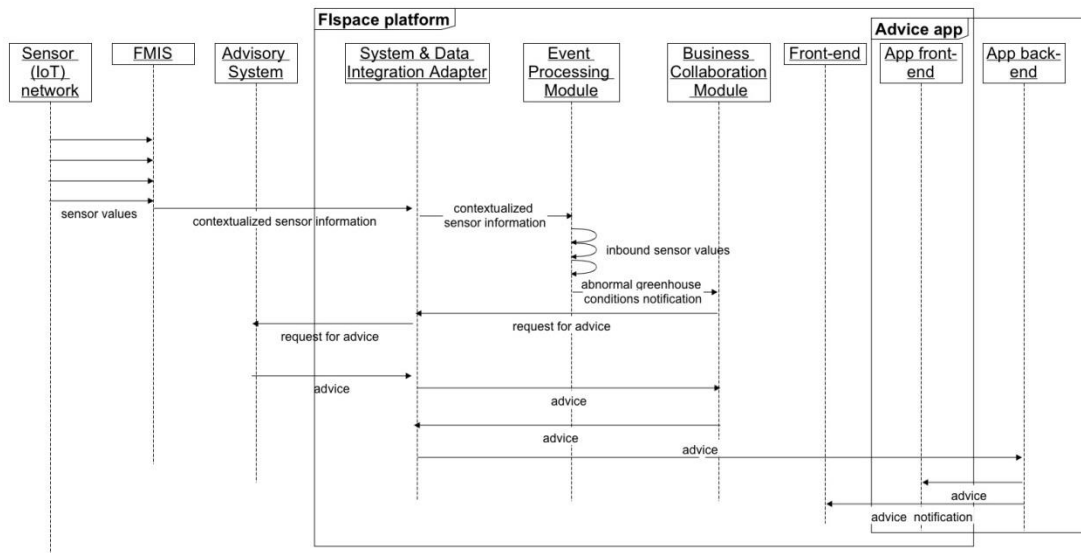 FIspace platform
Advice app
Sensor
(IoT)
network
FMIS
Advisory
System
System & Data
Integration Adapter
Event
Processing
Module
Business
Collaboration
Module
Front-end
App front-
end
App back-
end
sensor values
contextualized sensor information
contextualized
sensor information
inbound sensor values
abnormal greenhouse
conditions notification
request for advice
request for advice
advice
advice
advice
advice
advice
advice notification